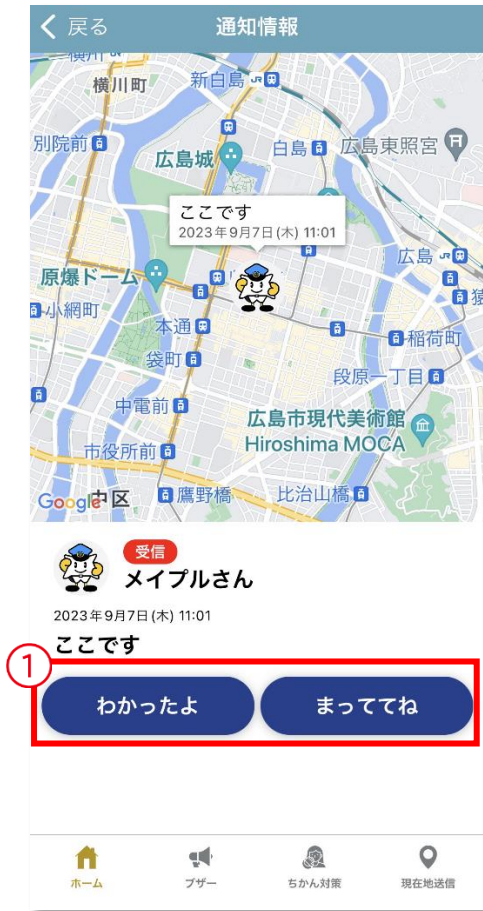 戻る
通知情報
横川町
新白島
別院前
広島城
白島
広島東照宮
ここです
2023年9月7日(木) 11:01
広島
原爆ドーム
小網町
本通
稲荷町
袋町
段原一丁目
中電前
広島市現代美術館
Hiroshima MOCA
市役所前
Google
中区
鷹野橋
比治山橋
受信
メイプルさん
2023年9月7日(木) 11:01
ここです
1
わかったよ
まっててね
ホーム
ブザー
ちかん対策
現在地送信